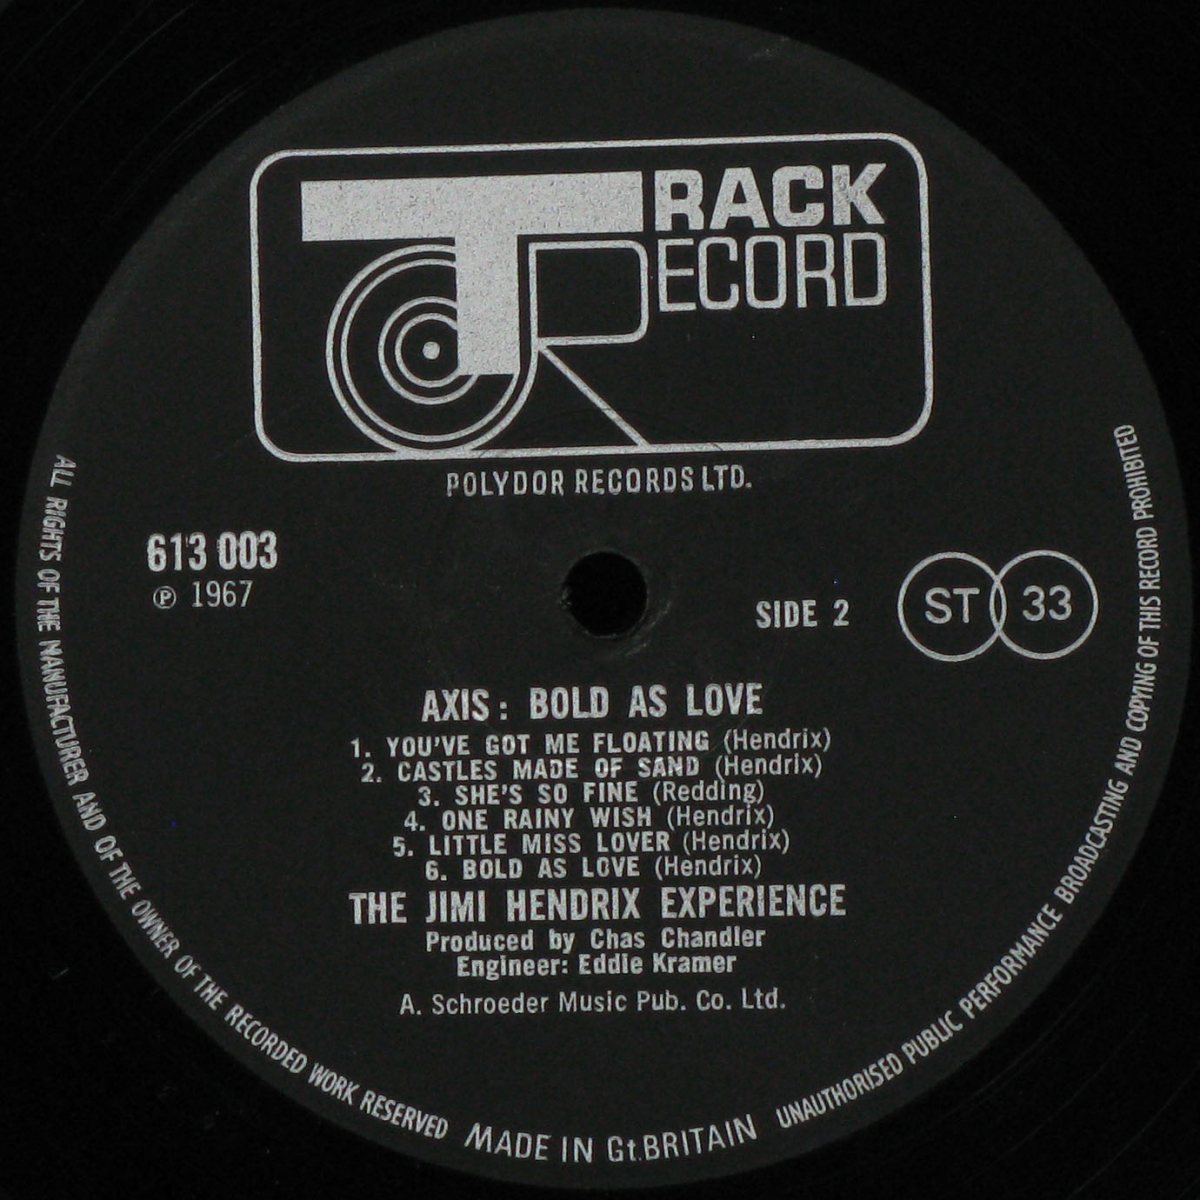 TRACK
RECORD
POLYDOR RECORDS LTD.
613 003
℗ 1967
SIDE 2
ST 33
AXIS: BOLD AS LOVE
1. YOU'VE GOT ME FLOATING (Hendrix)
2. CASTLES MADE OF SAND (Hendrix)
3. SHE'S SO FINE (Redding)
4. ONE RAINY WISH (Hendrix)
5. LITTLE MISS LOVER (Hendrix)
6. BOLD AS LOVE (Hendrix)
THE JIMI HENDRIX EXPERIENCE
Produced by Chas Chandler
Engineer: Eddie Kramer
A. Schroeder Music Pub. Co. Ltd.
ALL RIGHTS OF THE MANUFACTURER AND OF THE OWNER OF THE RECORDED WORK RESERVED
MADE IN Gt.BRITAIN
UNAUTHORISED PUBLIC PERFORMANCE BROADCASTING AND COPYING OF THIS RECORD PROHIBITED